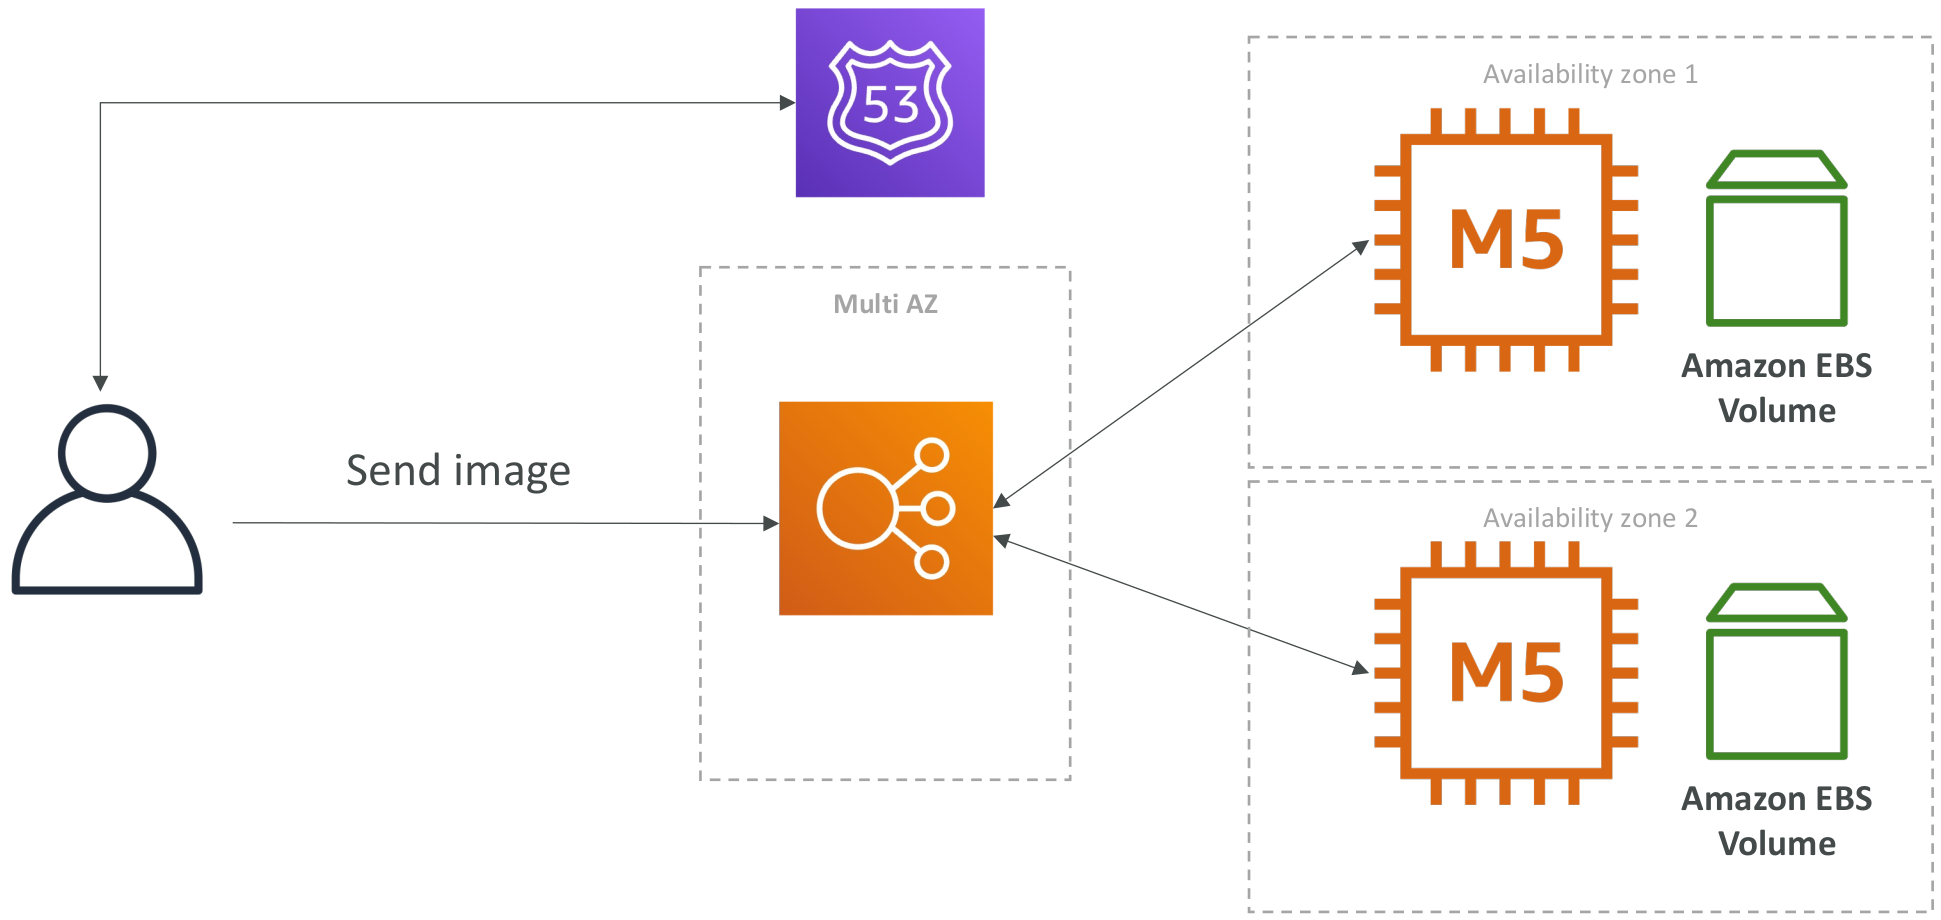 53
Availability zone 1
M5
Amazon EBS
Volume
Multi AZ
Send image
Availability zone 2
M5
Amazon EBS
Volume